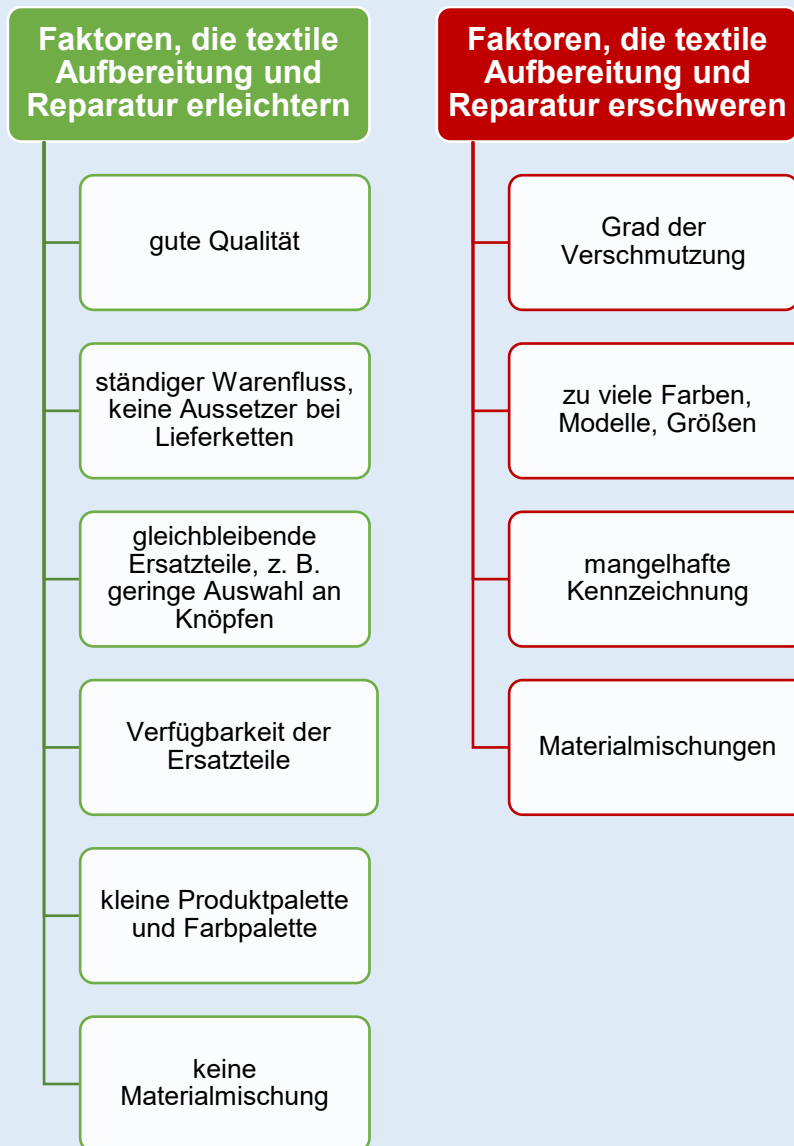 Faktoren, die textile
Aufbereitung und
Reparatur erleichtern
gute Qualität
ständiger Warenfluss,
keine Aussetzer bei
Lieferketten
gleichbleibende
Ersatzteile, z. B.
geringe Auswahl an
Knöpfen
Verfügbarkeit der
Ersatzteile
kleine Produktpalette
und Farbpalette
keine
Materialmischung
Faktoren, die textile
Aufbereitung und
Reparatur erschweren
Grad der
Verschmutzung
zu viele Farben,
Modelle, Größen
mangelhafte
Kennzeichnung
Materialmischungen